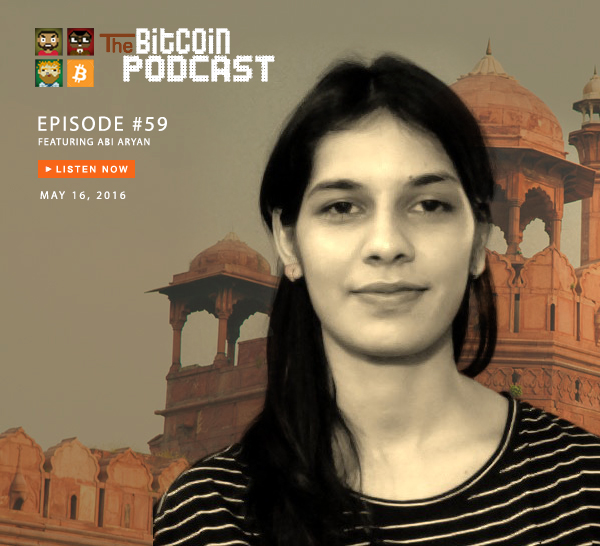 The BitCoin
PODCAST
EPISODE #59
FEATURING ABI ARYAN
LISTEN NOW
MAY 16, 2016